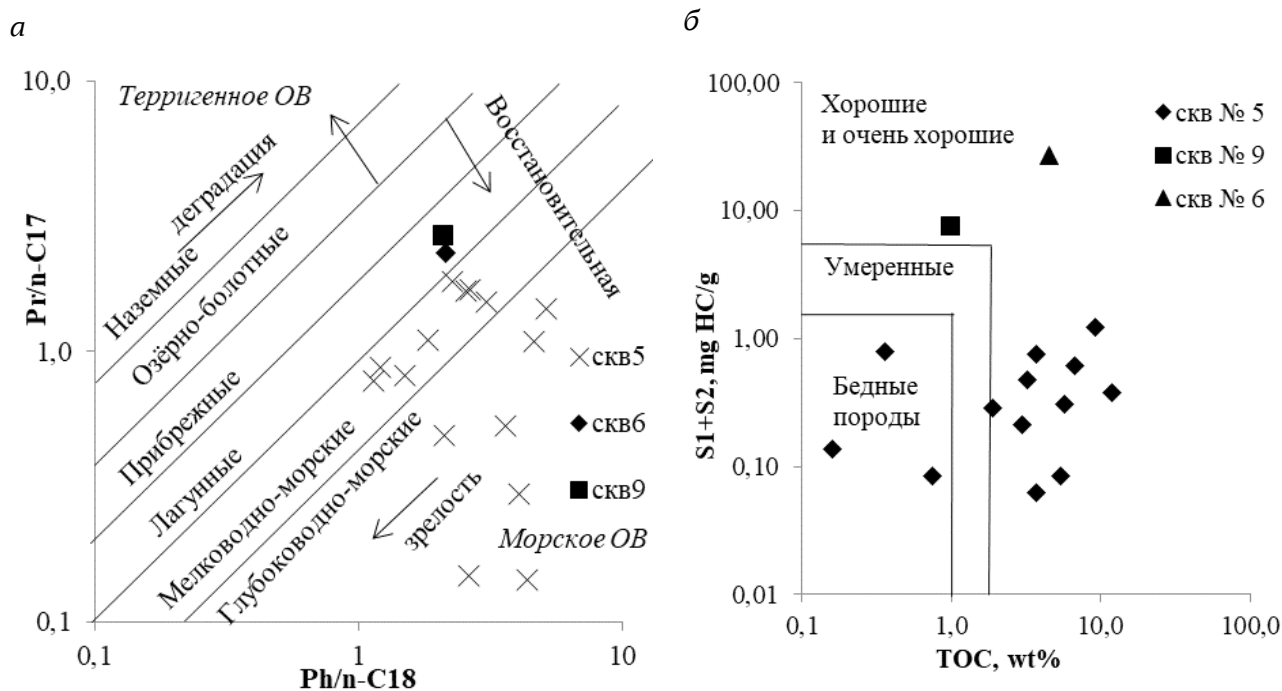 а
10,0
Терригенное ОВ
Восстановительная
деградация
Pr/n-C17
Наземные
Озёрно-болотные
1,0
скв5
Прибрежные
скв6
Лагунные
скв9
Мелководно-морские
Глубоководно-морские
зрелость
Морское ОВ
0,1
0,1
1
10
Ph/n-C18
б
100,00
Хорошие
и очень хорошие
скв № 5
скв № 9
скв № 6
10,00
S1+S2, mg HC/g
Умеренные
1,00
Бедные
породы
0,10
0,01
0,1
1,0
10,0
100,0
TOC, wt%